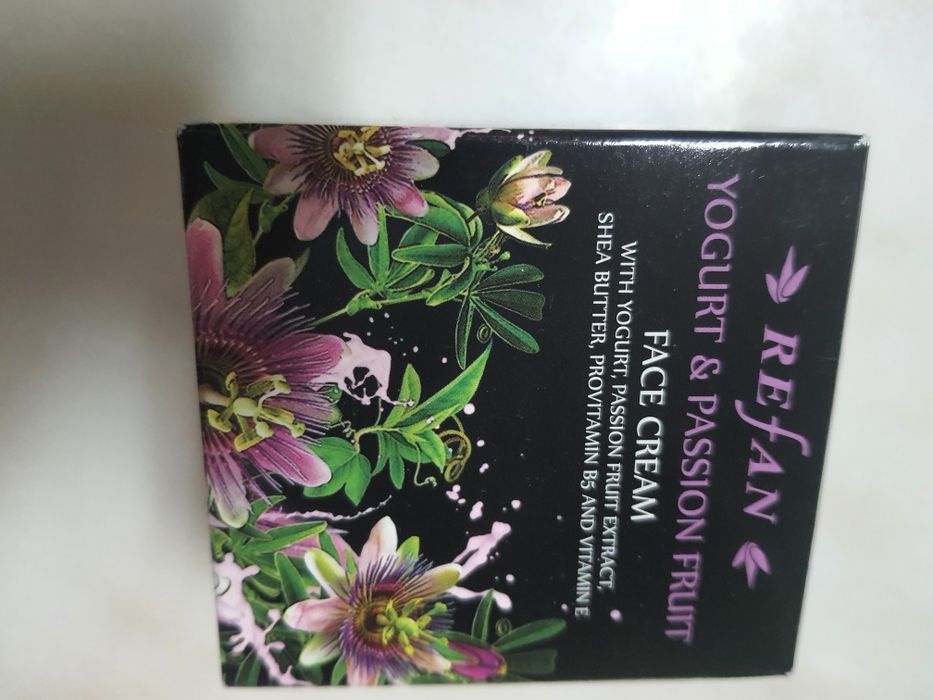 REfAN
YOGURT & PASSION FRUIT
FACE CREAM
WITH YOGURT, PASSION FRUIT EXTRACT,
SHEA BUTTER, PROVITAMIN B5 AND VITAMIN E